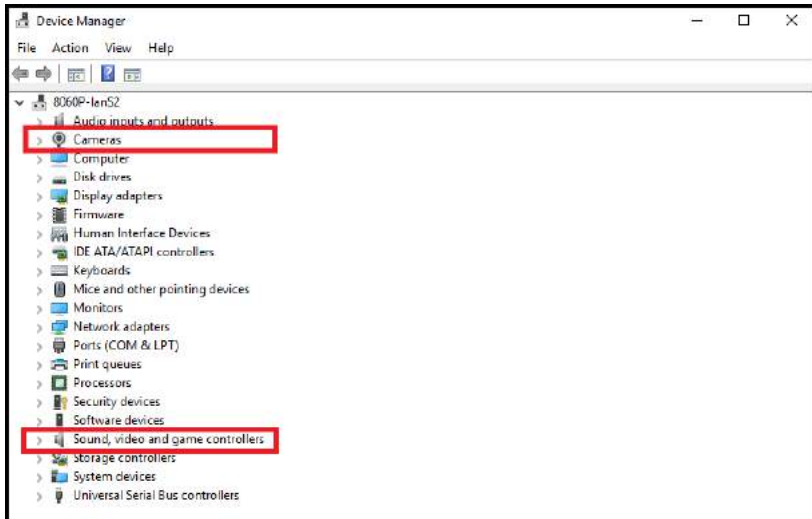 Device Manager
File Action View Help
8060P-IanS2
Audio inputs and outputs
Cameras
Computer
Disk drives
Display adapters
Firmware
Human Interface Devices
IDE ATA/ATAPI controllers
Keyboards
Mice and other pointing devices
Monitors
Network adapters
Ports (COM & LPT)
Print queues
Processors
Security devices
Software devices
Sound, video and game controllers
Storage controllers
System devices
Universal Serial Bus controllers